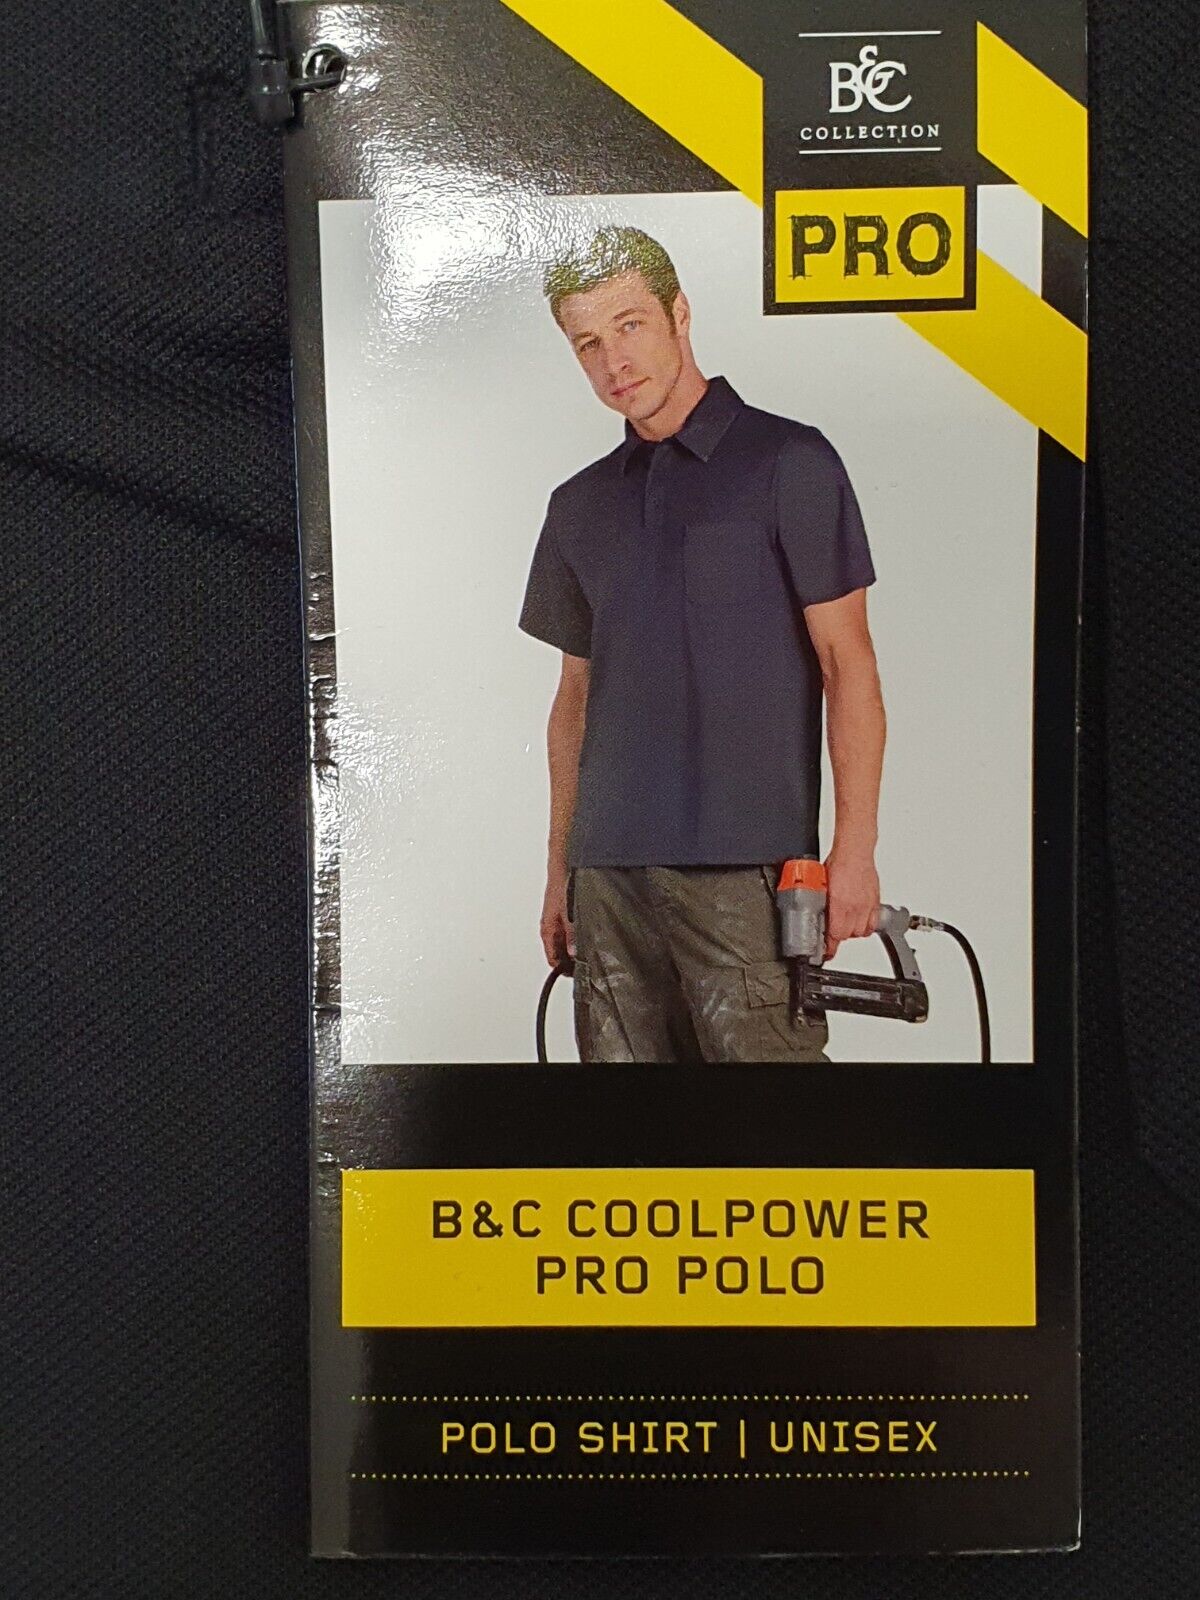 B&C
COLLECTION
PRO
B&C COOLPOWER
PRO POLO
POLO SHIRT | UNISEX